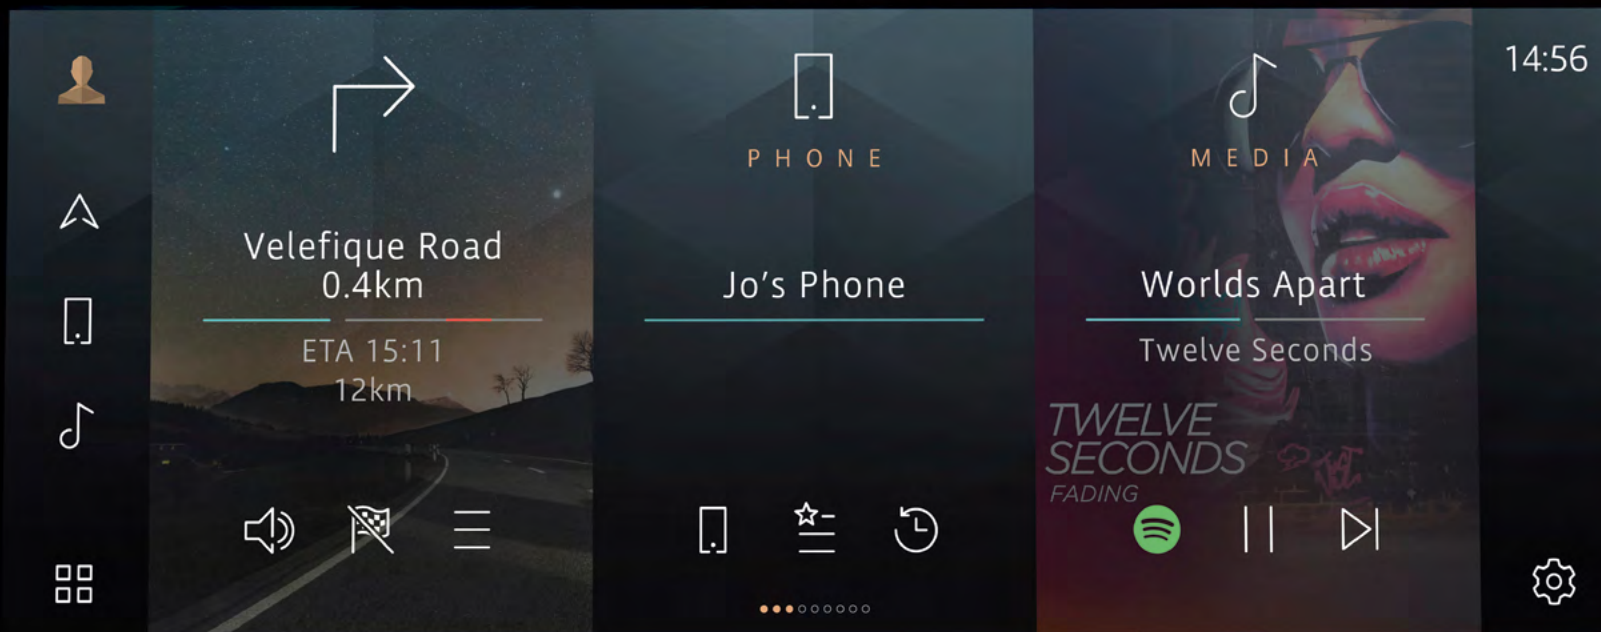 14:56
Velefique Road
0.4km
ETA 15:11
12km
PHONE
Jo's Phone
MEDIA
Worlds Apart
Twelve Seconds
TWELVE
SECONDS
FADING